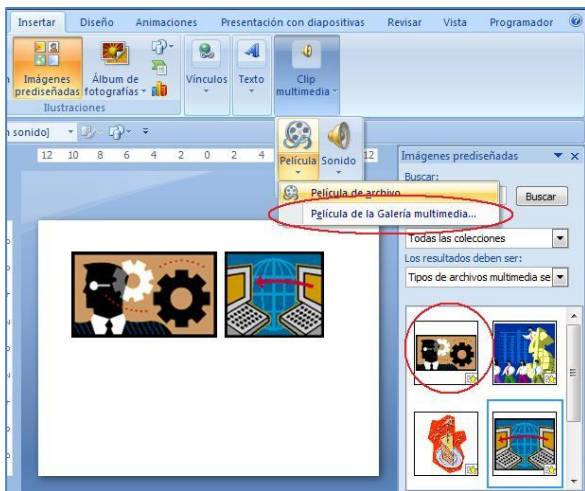 Insertar Diseño Animaciones Presentación con diapositivas Revisar Vista Programador
Imágenes prediseñadas
Álbum de fotografías
Vínculos
Texto
Clip multimedia
Ilustraciones
sonido]
12 10 8 6 4 2 0 2 4 12
Película Sonido
Película de archivo
Película de la Galería multimedia...
Imágenes prediseñadas
Buscar:
Buscar
Todas las colecciones
Los resultados deben ser:
Tipos de archivos multimedia se